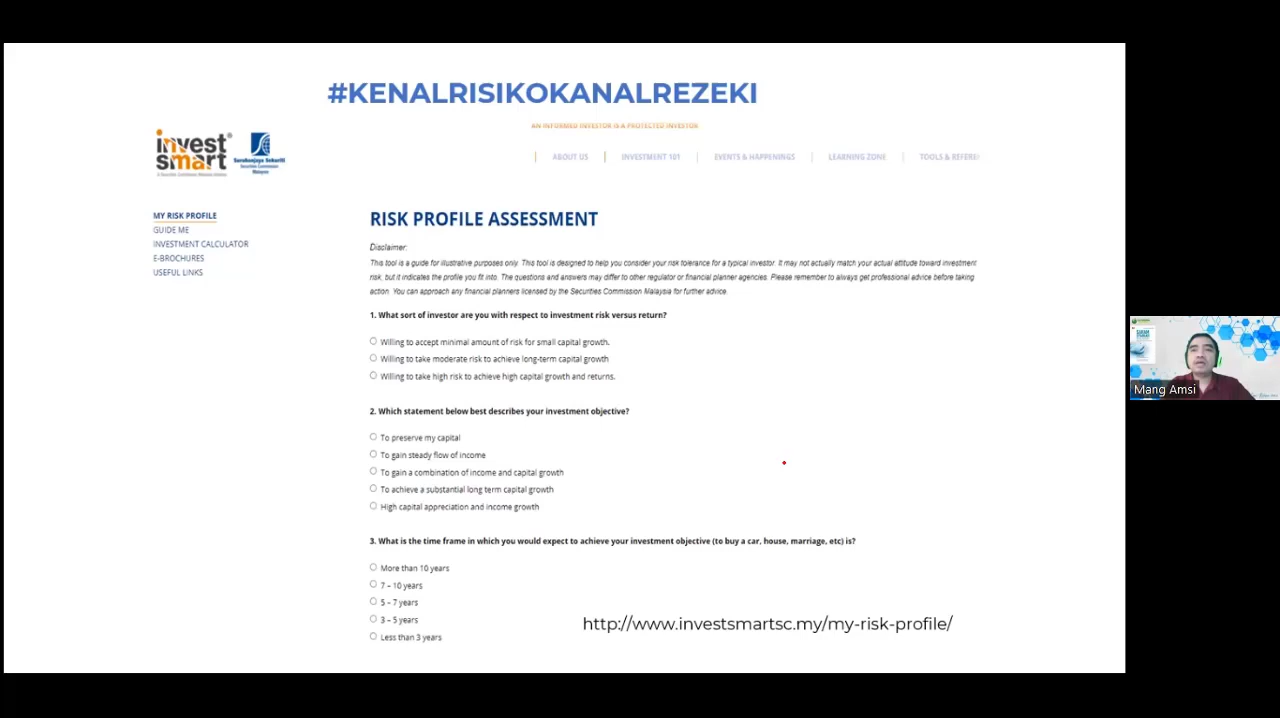 #KENALRISIKOKANALREZEKI
AN INFORMED INVESTOR IS A PROTECTED INVESTOR
invest smart®
Suruhanjaya Sekuriti
Securities Commission
Malaysia
ABOUT US | INVESTMENT 101 | EVENTS & HAPPENINGS | LEARNING ZONE | TOOLS & REFERE
MY RISK PROFILE
GUIDE ME
INVESTMENT CALCULATOR
E-BROCHURES
USEFUL LINKS
RISK PROFILE ASSESSMENT
Disclaimer:
This tool is a guide for illustrative purposes only. This tool is designed to help you consider your risk tolerance for a typical investor. It may not actually match your actual attitude toward investment
risk, but it indicates the profile you fit into. The questions and answers may differ to other regulator or financial planner agencies. Please remember to always get professional advice before taking
action. You can approach any financial planners licensed by the Securities Commission Malaysia for further advice.
1. What sort of investor are you with respect to investment risk versus return?
Willing to accept minimal amount of risk for small capital growth.
Willing to take moderate risk to achieve long-term capital growth
Willing to take high risk to achieve high capital growth and returns.
2. Which statement below best describes your investment objective?
To preserve my capital
To gain steady flow of income
To gain a combination of income and capital growth
To achieve a substantial long term capital growth
High capital appreciation and income growth
3. What is the time frame in which you would expect to achieve your investment objective (to buy a car, house, marriage, etc) is?
More than 10 years
7 – 10 years
5 – 7 years
3 – 5 years
Less than 3 years
http://www.investsmartsc.my/my-risk-profile/
Mang Amsi